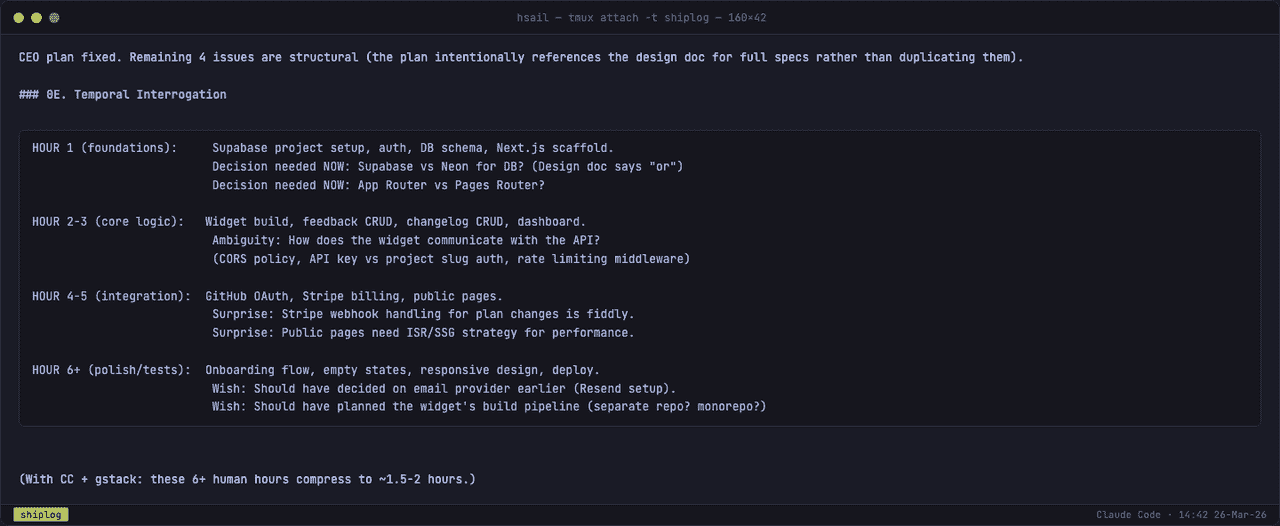 hsail — tmux attach -t shiplog — 160×42
CEO plan fixed. Remaining 4 issues are structural (the plan intentionally references the design doc for full specs rather than duplicating them).
### 0E. Temporal Interrogation
HOUR 1 (foundations): Supabase project setup, auth, DB schema, Next.js scaffold.
Decision needed NOW: Supabase vs Neon for DB? (Design doc says "or")
Decision needed NOW: App Router vs Pages Router?
HOUR 2-3 (core logic): Widget build, feedback CRUD, changelog CRUD, dashboard.
Ambiguity: How does the widget communicate with the API?
(CORS policy, API key vs project slug auth, rate limiting middleware)
HOUR 4-5 (integration): GitHub OAuth, Stripe billing, public pages.
Surprise: Stripe webhook handling for plan changes is fiddly.
Surprise: Public pages need ISR/SSG strategy for performance.
HOUR 6+ (polish/tests): Onboarding flow, empty states, responsive design, deploy.
Wish: Should have decided on email provider earlier (Resend setup).
Wish: Should have planned the widget's build pipeline (separate repo? monorepo?)
(With CC + gstack: these 6+ human hours compress to ~1.5-2 hours.)
shiplog
Claude Code · 14:42 26-Mar-26